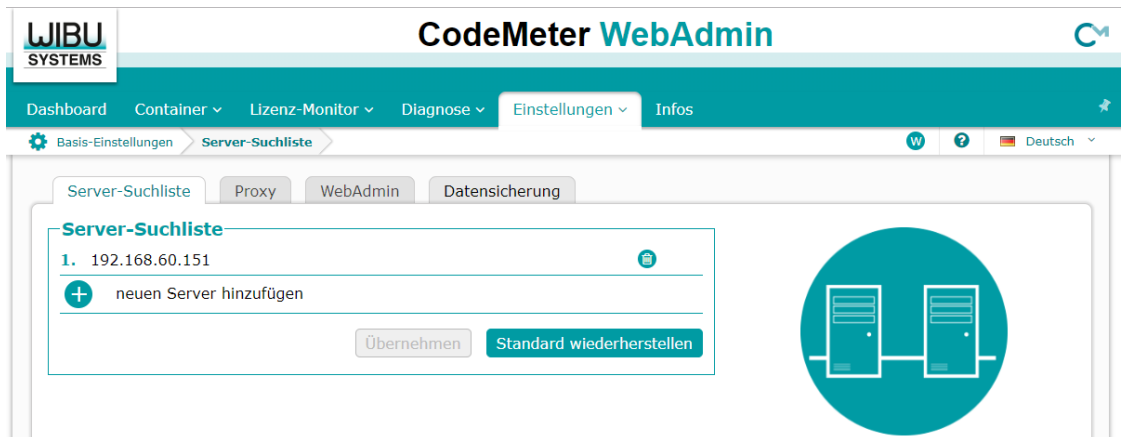 WIBU
SYSTEMS
CodeMeter WebAdmin
CM
Dashboard Container Lizenz-Monitor Diagnose Einstellungen Infos
Basis-Einstellungen Server-Suchliste W ? Deutsch
Server-Suchliste Proxy WebAdmin Datensicherung
Server-Suchliste
1. 192.168.60.151
+ neuen Server hinzufügen
Übernehmen Standard wiederherstellen